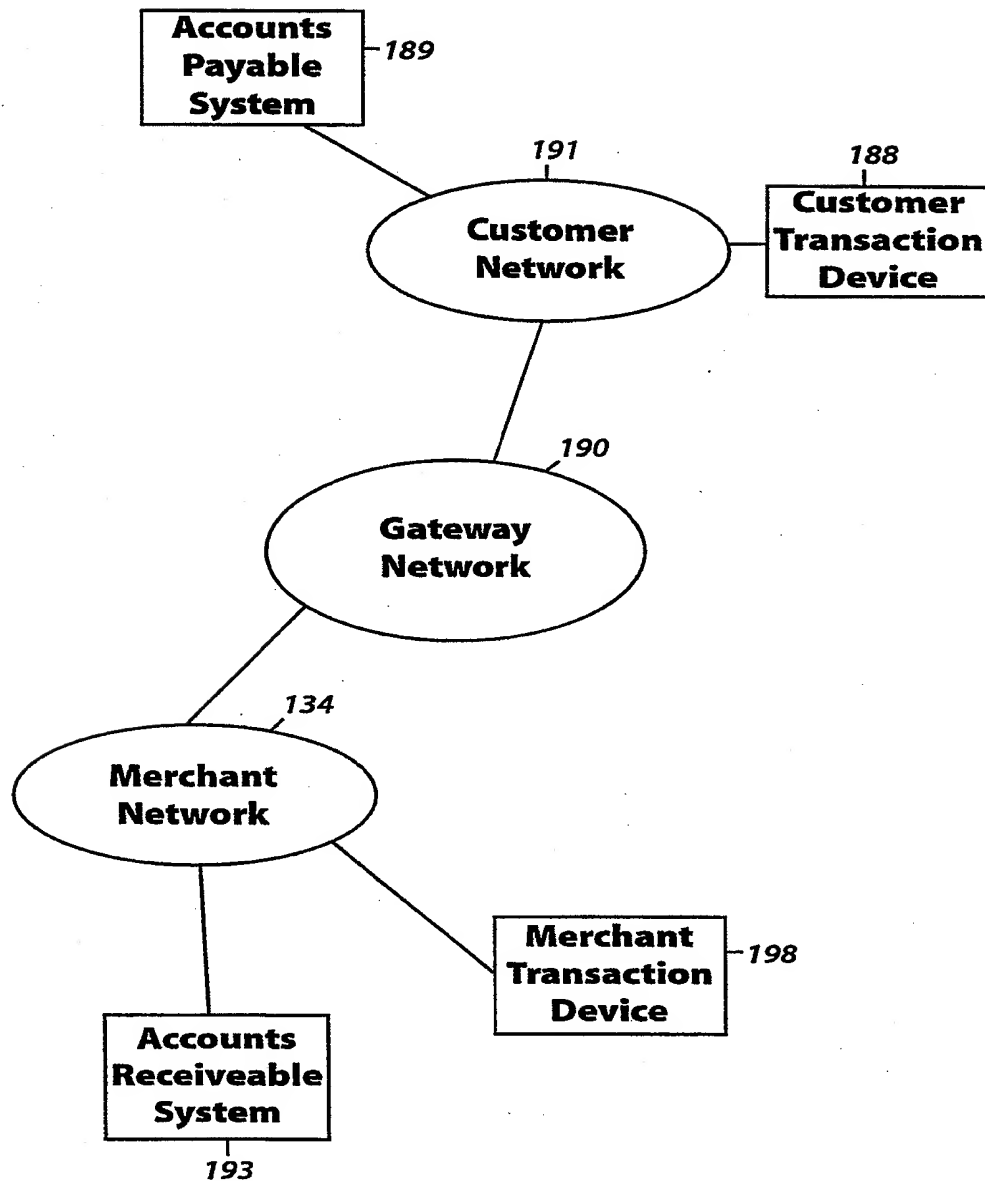 Accounts
Payable
System
189
191
188
Customer
Network
Customer
Transaction
Device
190
Gateway
Network
134
Merchant
Network
Merchant
Transaction
Device
198
Accounts
Receiveable
System
193